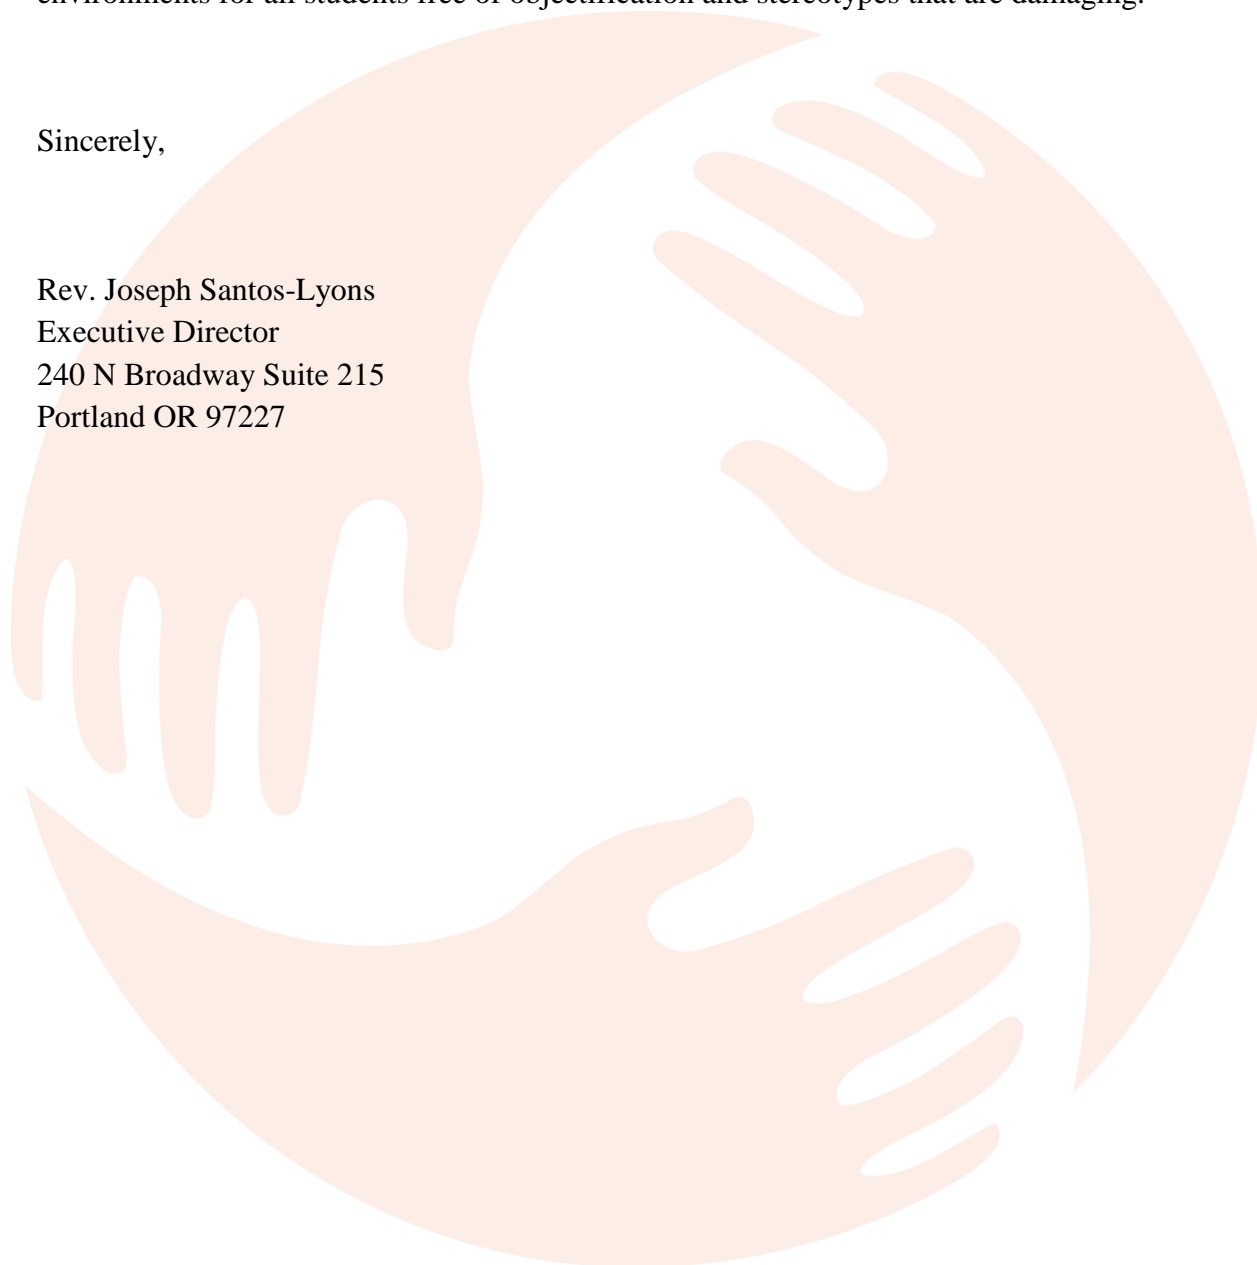 environments for all students free of objectification and stereotypes that are damaging.
Sincerely,
Rev. Joseph Santos-Lyons
Executive Director
240 N Broadway Suite 215
Portland OR 97227